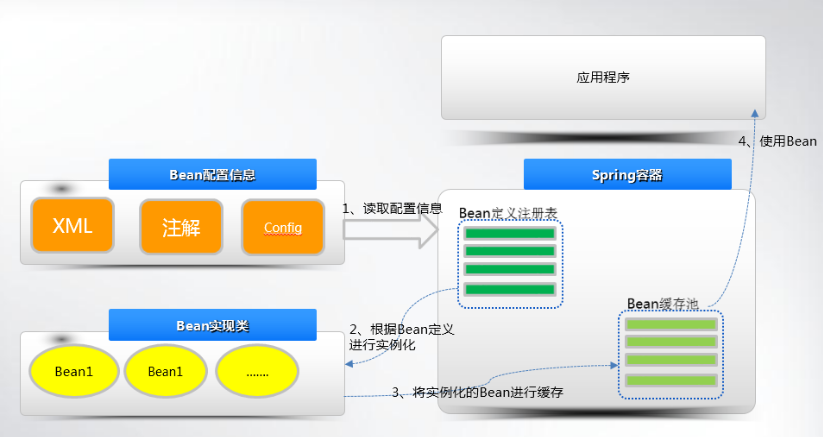 应用程序
4、使用Bean
Bean配置信息
Spring容器
XML
注解
Config
1、读取配置信息
Bean定义注册表
Bean缓存池
Bean实现类
2、根据Bean定义
进行实例化
Bean1
Bean1
.......
3、将实例化的Bean进行缓存